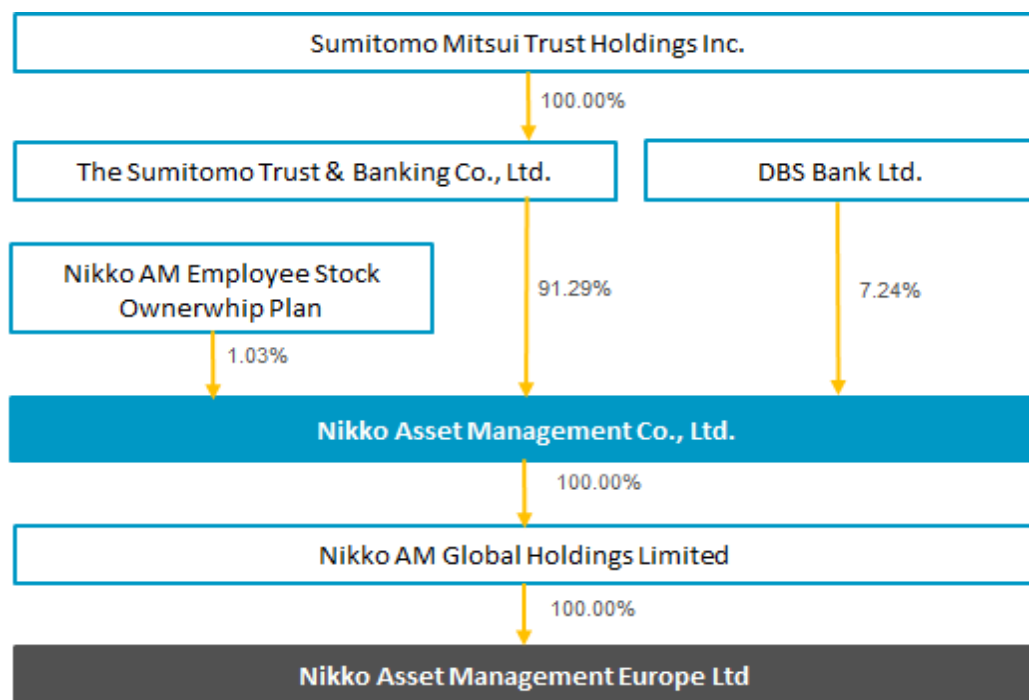 Sumitomo Mitsui Trust Holdings Inc.
100.00%
The Sumitomo Trust & Banking Co., Ltd.
DBS Bank Ltd.
Nikko AM Employee Stock
Ownerwhip Plan
91.29%
7.24%
1.03%
Nikko Asset Management Co., Ltd.
100.00%
Nikko AM Global Holdings Limited
100.00%
Nikko Asset Management Europe Ltd